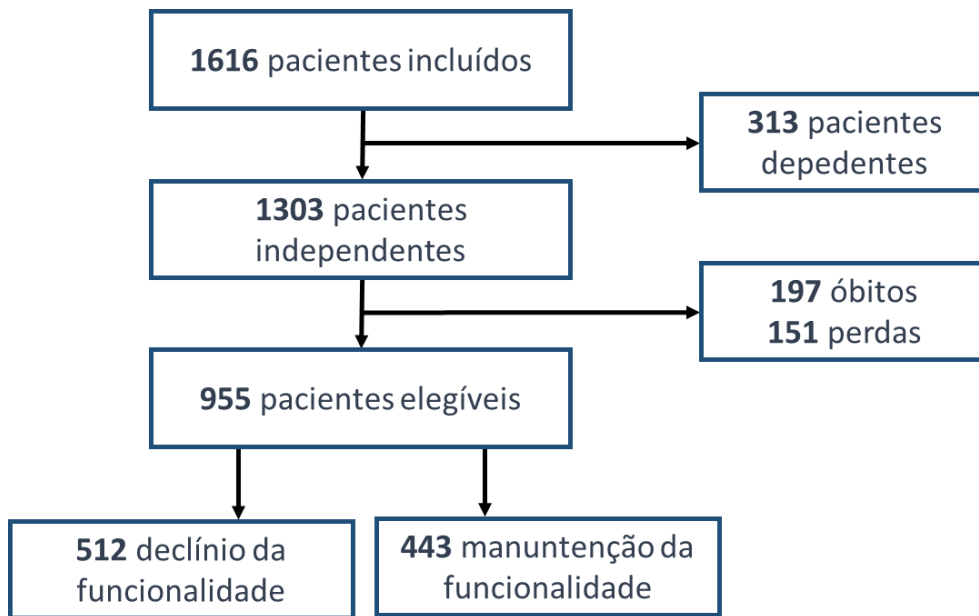 1616 pacientes incluídos
313 pacientes
depedentes
1303 pacientes
independentes
197 óbitos
151 perdas
955 pacientes elegíveis
512 declínio da
funcionalidade
443 manuntenção da
funcionalidade